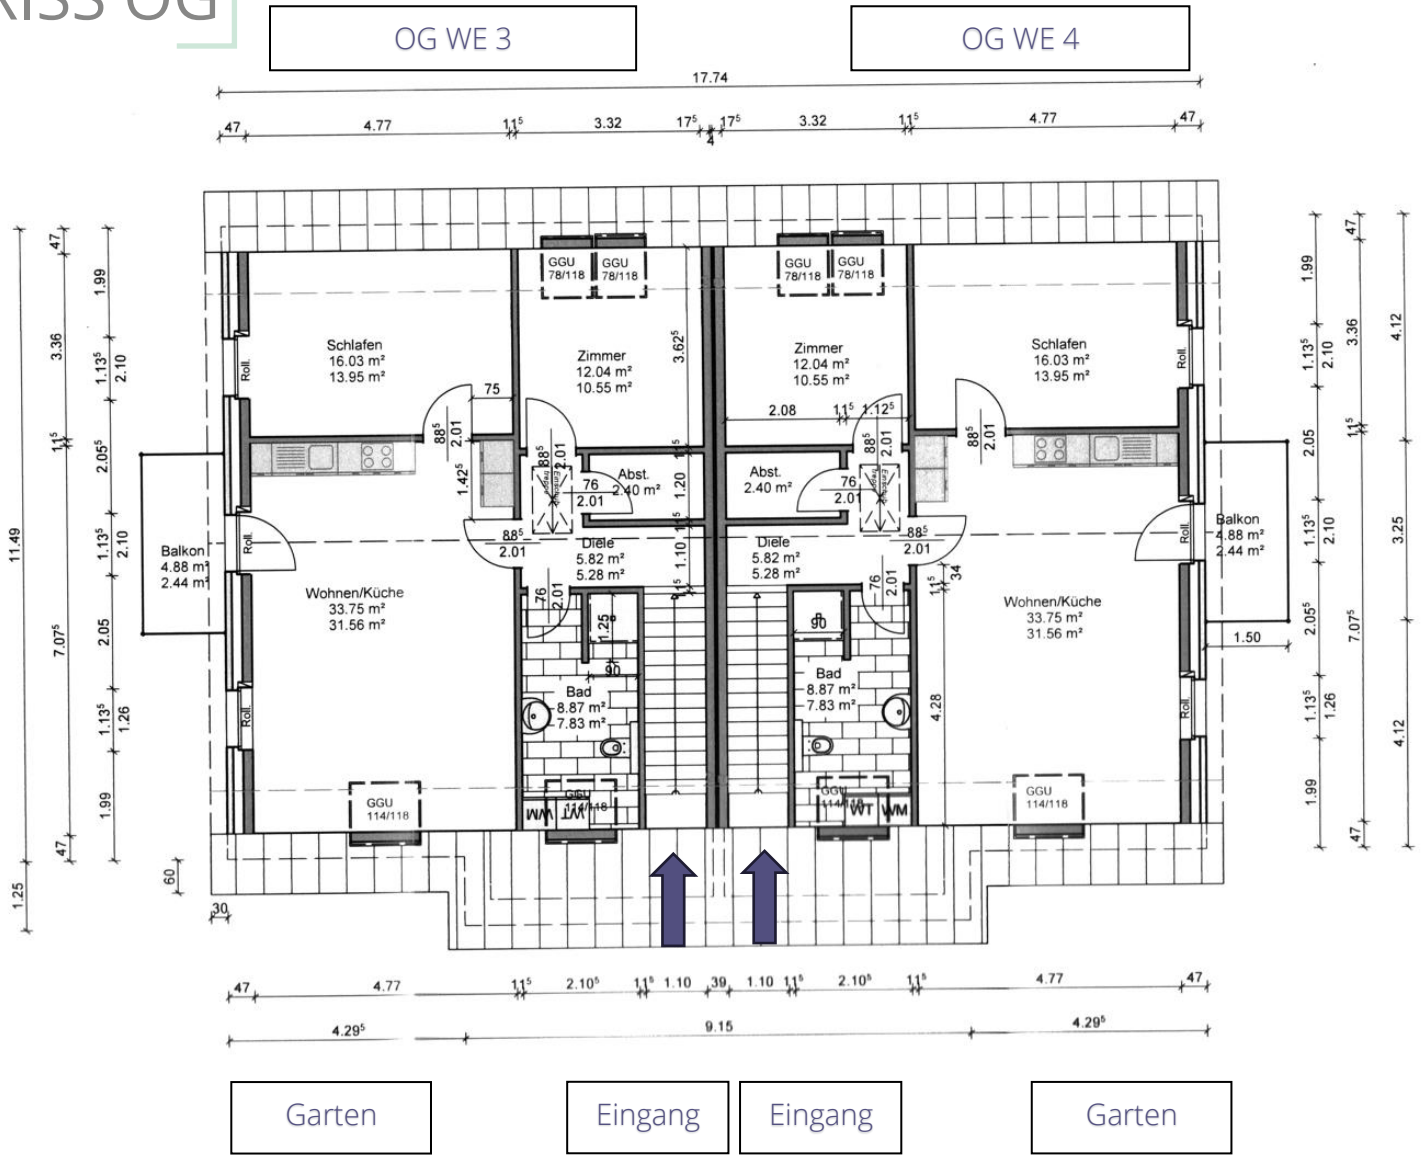 RISS OG
OG WE 3
OG WE 4
17.74
47
4.77
11⁵
3.32
17⁵
4
17⁵
3.32
11⁵
4.77
47
GGU
78/118
GGU
78/118
GGU
78/118
GGU
78/118
Schlafen
16.03 m²
13.95 m²
Zimmer
12.04 m²
10.55 m²
3.62⁵
Zimmer
12.04 m²
10.55 m²
Schlafen
16.03 m²
13.95 m²
Roll.
Roll.
75
2.08
11⁵
1.12⁵
88⁵
2.01
88⁵
2.01
88⁵
2.01
88⁵
2.01
1.42⁵
Abst.
2.40 m²
76
2.01
11⁵
1.20
11⁵
1.10
11⁵
Abst.
2.40 m²
76
2.01
Einschub
treppe
88⁵
2.01
Diele
5.82 m²
5.28 m²
Diele
5.82 m²
5.28 m²
88⁵
2.01
Balkon
4.88 m²
2.44 m²
Roll.
Roll.
Balkon
4.88 m²
2.44 m²
Wohnen/Küche
33.75 m²
31.56 m²
76
2.01
1.25
90
90
76
2.01
11⁵
34
Wohnen/Küche
33.75 m²
31.56 m²
1.50
Bad
8.87 m²
7.83 m²
Bad
8.87 m²
7.83 m²
4.28
Roll.
Roll.
GGU
114/118
GGU
114/118
WM
WT
GGU
114/118
WT
WM
GGU
114/118
11.49
1.25
47
3.36
11⁵
7.07⁵
47
1.99
1.13⁵
2.10
2.05⁵
1.13⁵
2.10
2.05
1.13⁵
1.26
1.99
60
30
1.99
1.13⁵
2.10
2.05
1.13⁵
2.10
2.05⁵
1.13⁵
1.26
1.99
47
3.36
11⁵
7.07⁵
47
4.12
3.25
4.12
47
4.77
11⁵
2.10⁵
11⁵
1.10
39
1.10
11⁵
2.10⁵
11⁵
4.77
47
4.29⁵
9.15
4.29⁵
Garten
Eingang
Eingang
Garten